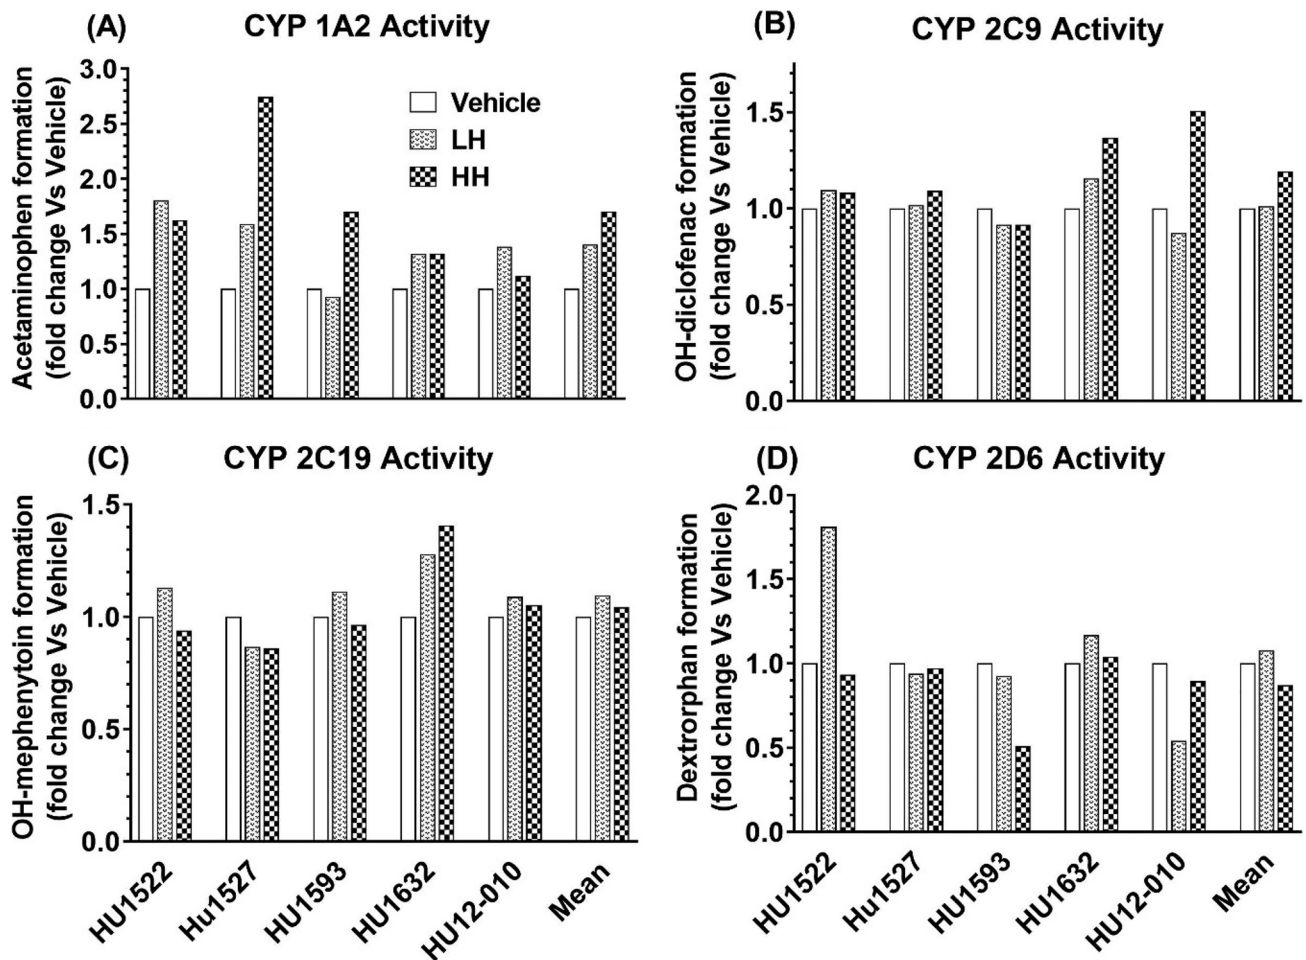 (A) CYP 1A2 Activity
Acetaminophen formation
(fold change Vs Vehicle)
3.0
2.5
2.0
1.5
1.0
0.5
0.0
Vehicle
LH
HH
(B) CYP 2C9 Activity
OH-diclofenac formation
(fold change Vs Vehicle)
1.5
1.0
0.5
0.0
(C) CYP 2C19 Activity
OH-mephenytoin formation
(fold change Vs Vehicle)
1.5
1.0
0.5
0.0
HU1522
Hu1527
HU1593
HU1632
HU12-010
Mean
(D) CYP 2D6 Activity
Dextrorphan formation
(fold change Vs Vehicle)
2.0
1.5
1.0
0.5
0.0
HU1522
Hu1527
HU1593
HU1632
HU12-010
Mean